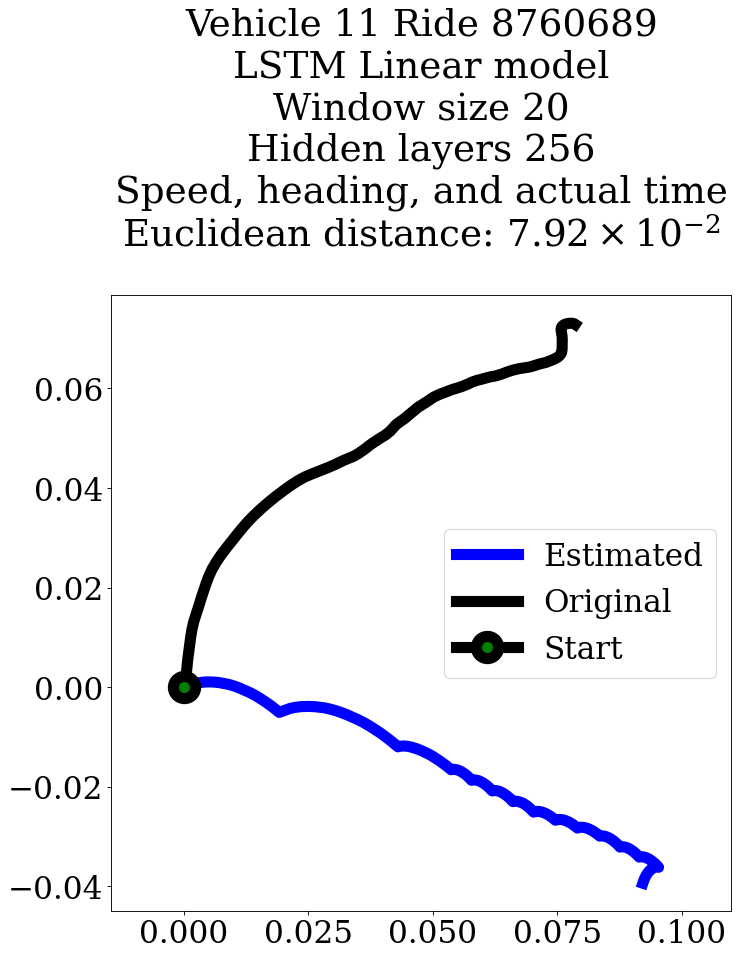 Vehicle 11 Ride 8760689
LSTM Linear model
Window size 20
Hidden layers 256
Speed, heading, and actual time
Euclidean distance: 7.92 × 10⁻²
0.06
0.04
0.02
0.00
−0.02
−0.04
Estimated
Original
Start
0.000 0.025 0.050 0.075 0.100